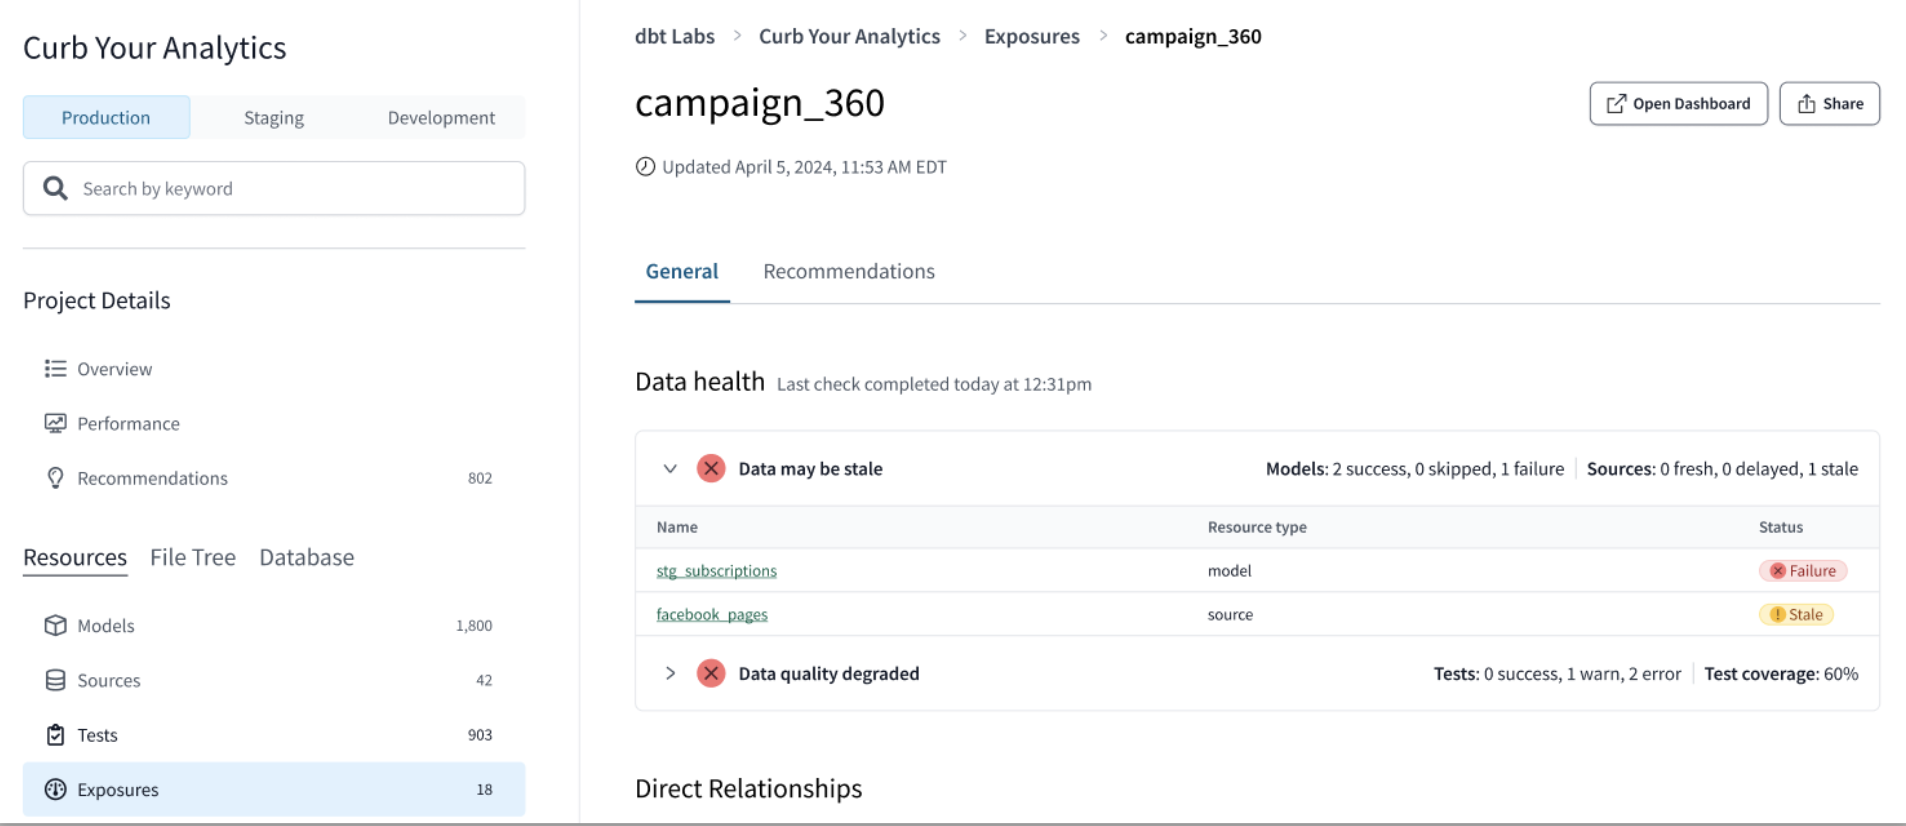 Curb Your Analytics
Production Staging Development
Search by keyword
Project Details
Overview
Performance
Recommendations 802
Resources File Tree Database
Models 1,800
Sources 42
Tests 903
Exposures 18
dbt Labs > Curb Your Analytics > Exposures > campaign_360
campaign_360
Open Dashboard
Share
Updated April 5, 2024, 11:53 AM EDT
General Recommendations
Data health Last check completed today at 12:31pm
Data may be stale Models: 2 success, 0 skipped, 1 failure Sources: 0 fresh, 0 delayed, 1 stale
Name Resource type Status
stg_subscriptions model Failure
facebook_pages source Stale
Data quality degraded Tests: 0 success, 1 warn, 2 error Test coverage: 60%
Direct Relationships